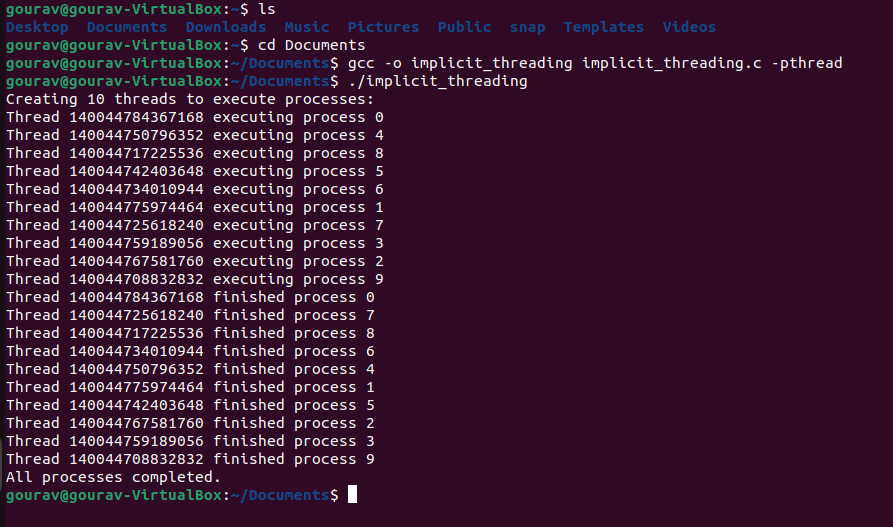 gourav@gourav-VirtualBox:~$ ls
Desktop Documents Downloads Music Pictures Public snap Templates Videos
gourav@gourav-VirtualBox:~$ cd Documents
gourav@gourav-VirtualBox:~/Documents$ gcc -o implicit_threading implicit_threading.c -pthread
gourav@gourav-VirtualBox:~/Documents$ ./implicit_threading
Creating 10 threads to execute processes:
Thread 140044784367168 executing process 0
Thread 140044750796352 executing process 4
Thread 140044717225536 executing process 8
Thread 140044742403648 executing process 5
Thread 140044734010944 executing process 6
Thread 140044775974464 executing process 1
Thread 140044725618240 executing process 7
Thread 140044759189056 executing process 3
Thread 140044767581760 executing process 2
Thread 140044708832832 executing process 9
Thread 140044784367168 finished process 0
Thread 140044725618240 finished process 7
Thread 140044717225536 finished process 8
Thread 140044734010944 finished process 6
Thread 140044750796352 finished process 4
Thread 140044775974464 finished process 1
Thread 140044742403648 finished process 5
Thread 140044767581760 finished process 2
Thread 140044759189056 finished process 3
Thread 140044708832832 finished process 9
All processes completed.
gourav@gourav-VirtualBox:~/Documents$